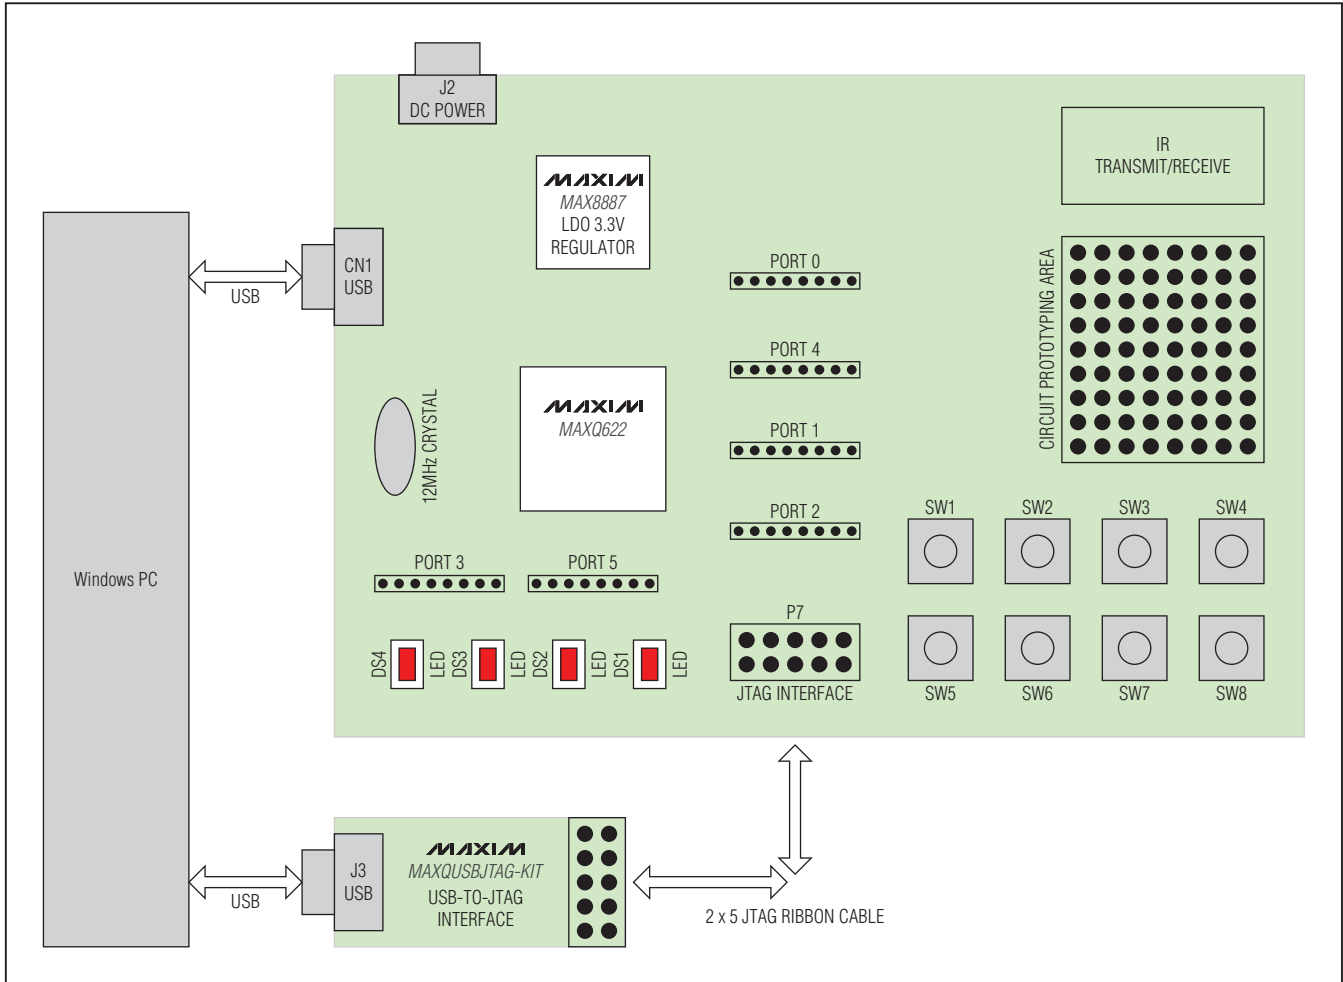 J2
DC POWER
IR
TRANSMIT/RECEIVE
MAXIM
MAX8887
LDO 3.3V
REGULATOR
CN1
USB
USB
PORT 0
PORT 4
PORT 1
PORT 2
CIRCUIT PROTOTYPING AREA
12MHz CRYSTAL
MAXIM
MAXQ622
SW1
SW2
SW3
SW4
PORT 3
PORT 5
Windows PC
P7
JTAG INTERFACE
DS4
LED
DS3
LED
DS2
LED
DS1
LED
SW5
SW6
SW7
SW8
J3
USB
USB
MAXIM
MAXQUSBJTAG-KIT
USB-TO-JTAG
INTERFACE
2 x 5 JTAG RIBBON CABLE